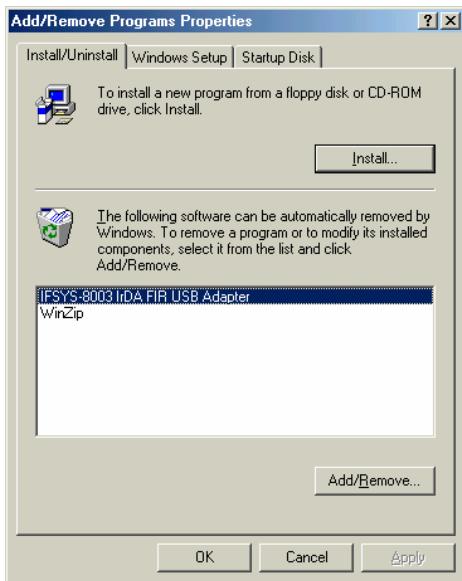 Add/Remove Programs Properties
Install/Uninstall Windows Setup Startup Disk
To install a new program from a floppy disk or CD-ROM
drive, click Install.
Install...
The following software can be automatically removed by
Windows. To remove a program or to modify its installed
components, select it from the list and click
Add/Remove.
IFSYS-8003 IrDA FIR USB Adapter
WinZip
Add/Remove...
OK Cancel Apply